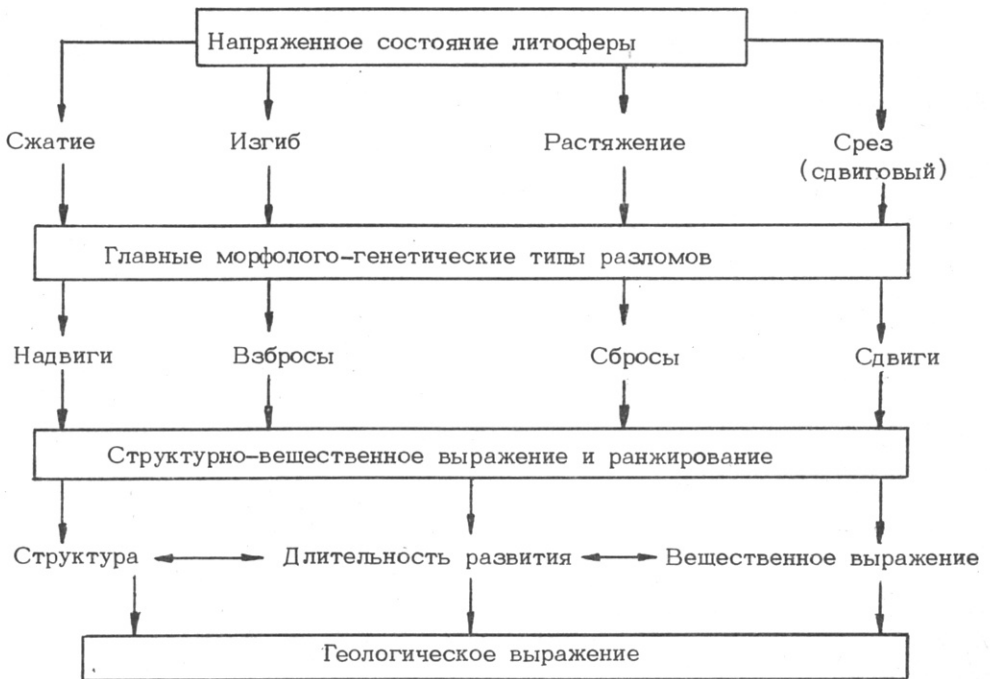 Напряженное состояние литосферы
Сжатие
Изгиб
Растяжение
Срез
(сдвиговый)
Главные морфолого-генетические типы разломов
Надвиги
Взбросы
Сбросы
Сдвиги
Структурно-вещественное выражение и ранжирование
Структура
Длительность развития
Вещественное выражение
Геологическое выражение